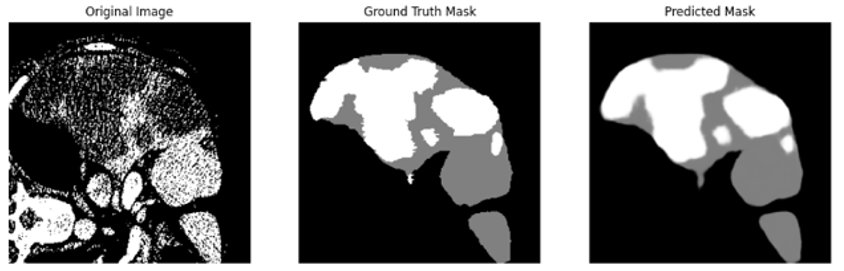 Original Image
Ground Truth Mask
Predicted Mask